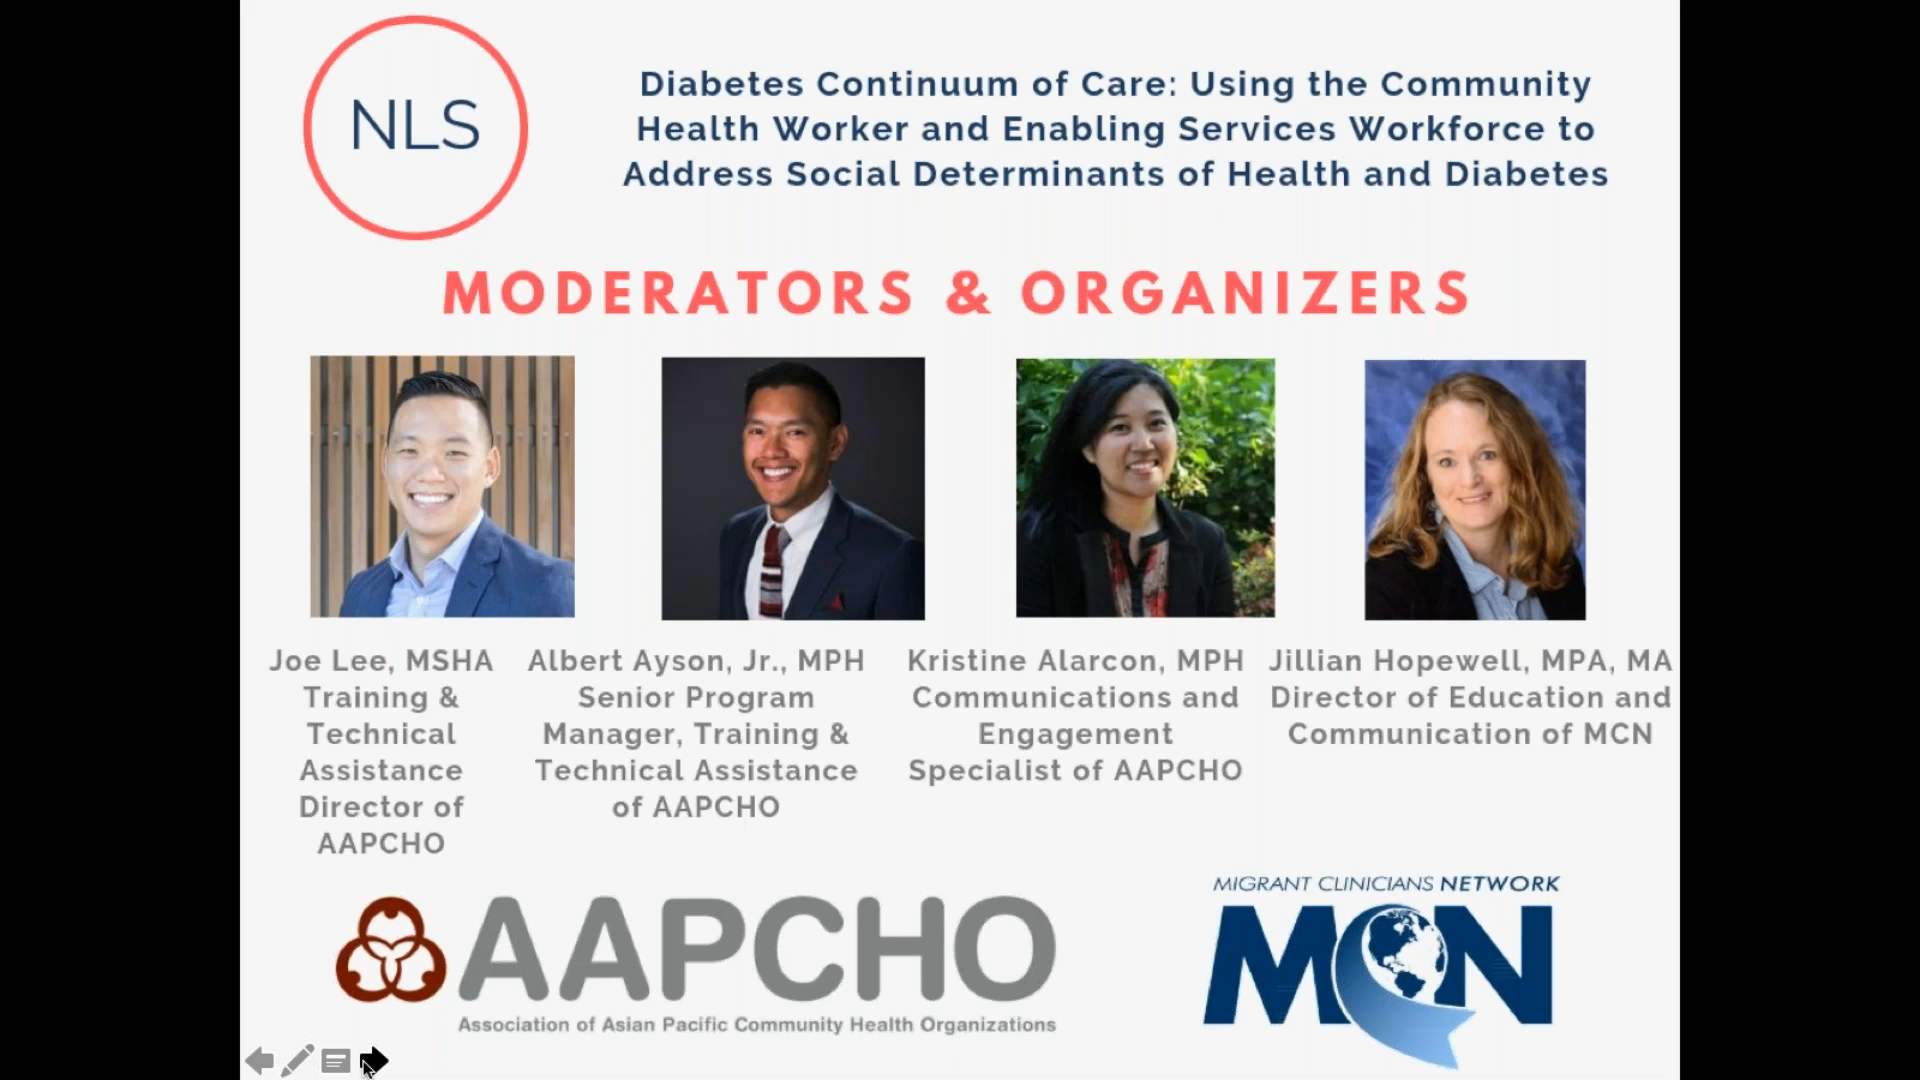 NLS
Diabetes Continuum of Care: Using the Community
Health Worker and Enabling Services Workforce to
Address Social Determinants of Health and Diabetes
MODERATORS & ORGANIZERS
Joe Lee, MSHA
Training &
Technical
Assistance
Director of
AAPCHO
Albert Ayson, Jr., MPH
Senior Program
Manager, Training &
Technical Assistance
of AAPCHO
Kristine Alarcon, MPH
Communications and
Engagement
Specialist of AAPCHO
Jillian Hopewell, MPA, MA
Director of Education and
Communication of MCN
AAPCHO
Association of Asian Pacific Community Health Organizations
MIGRANT CLINICIANS NETWORK
MCN